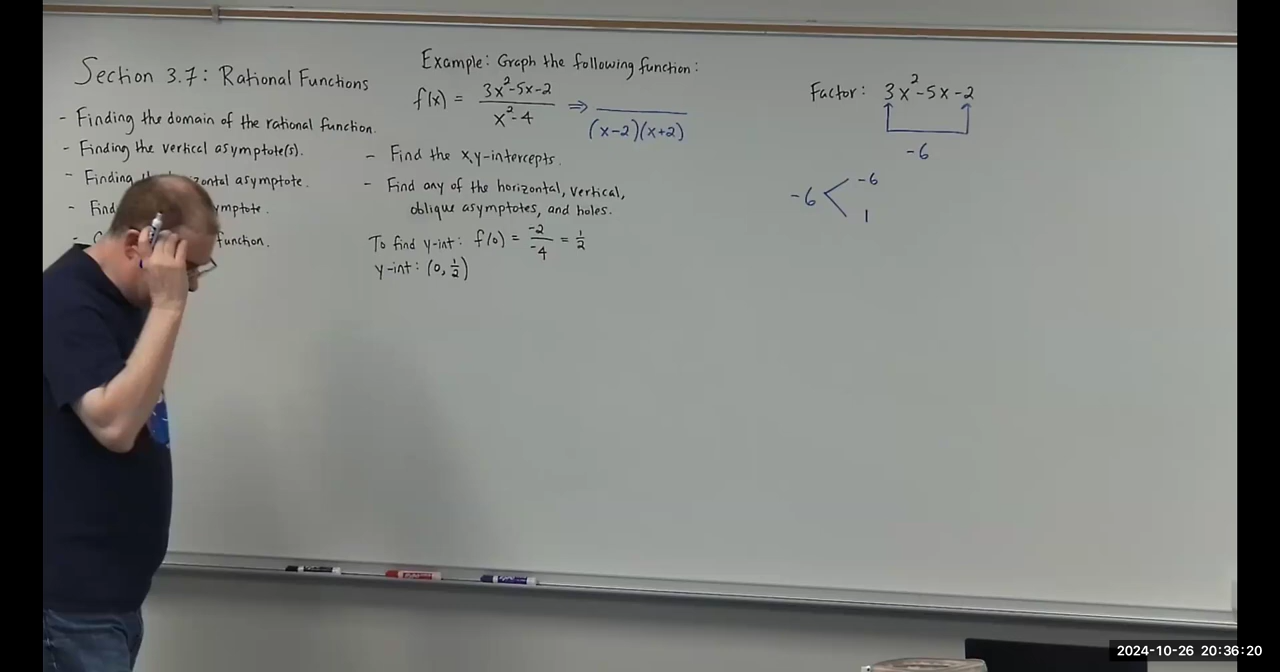 Section 3.7: Rational Functions
- Finding the domain of the rational function.
- Finding the vertical asymptote(s).
- Finding asymptote.
-
- function.
Example: Graph the following function:
f(x) = (3x²-5x-2)/(x²-4) ⇒ /((x-2)(x+2))
- Find the x,y-intercepts.
- Find any of the horizontal, vertical,
oblique asymptotes, and holes.
To find y-int: f(0) = -2/-4 = 1/2
y-int: (0, 1/2)
Factor: 3x²-5x-2
-6
-6 < -6
1
2024-10-26 20:36:20